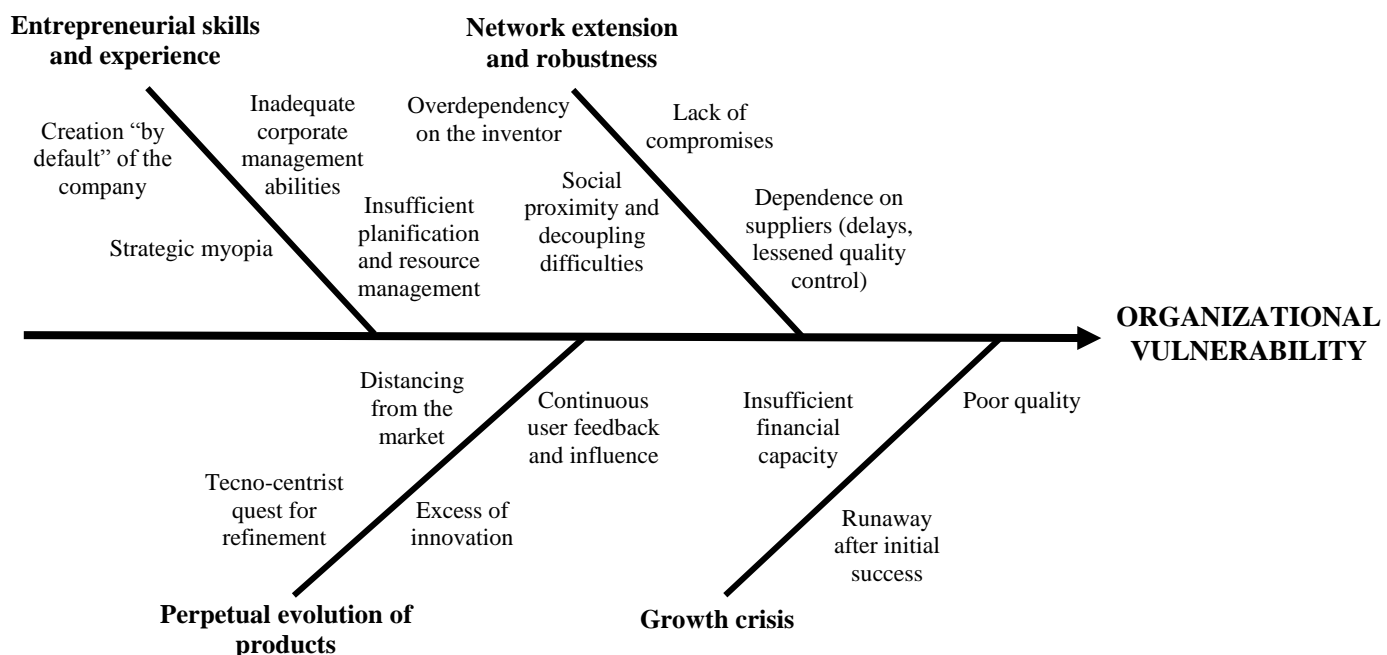 Entrepreneurial skills
and experience
Network extension
and robustness
Creation “by
default” of the
company
Inadequate
corporate
management
abilities
Strategic myopia
Insufficient
planification
and resource
management
Overdependency
on the inventor
Lack of
compromises
Social
proximity and
decoupling
difficulties
Dependence on
suppliers (delays,
lessened quality
control)
ORGANIZATIONAL
VULNERABILITY
Distancing
from the
market
Continuous
user feedback
and influence
Tecno-centrist
quest for
refinement
Excess of
innovation
Insufficient
financial
capacity
Poor quality
Runaway
after initial
success
Perpetual evolution of
products
Growth crisis